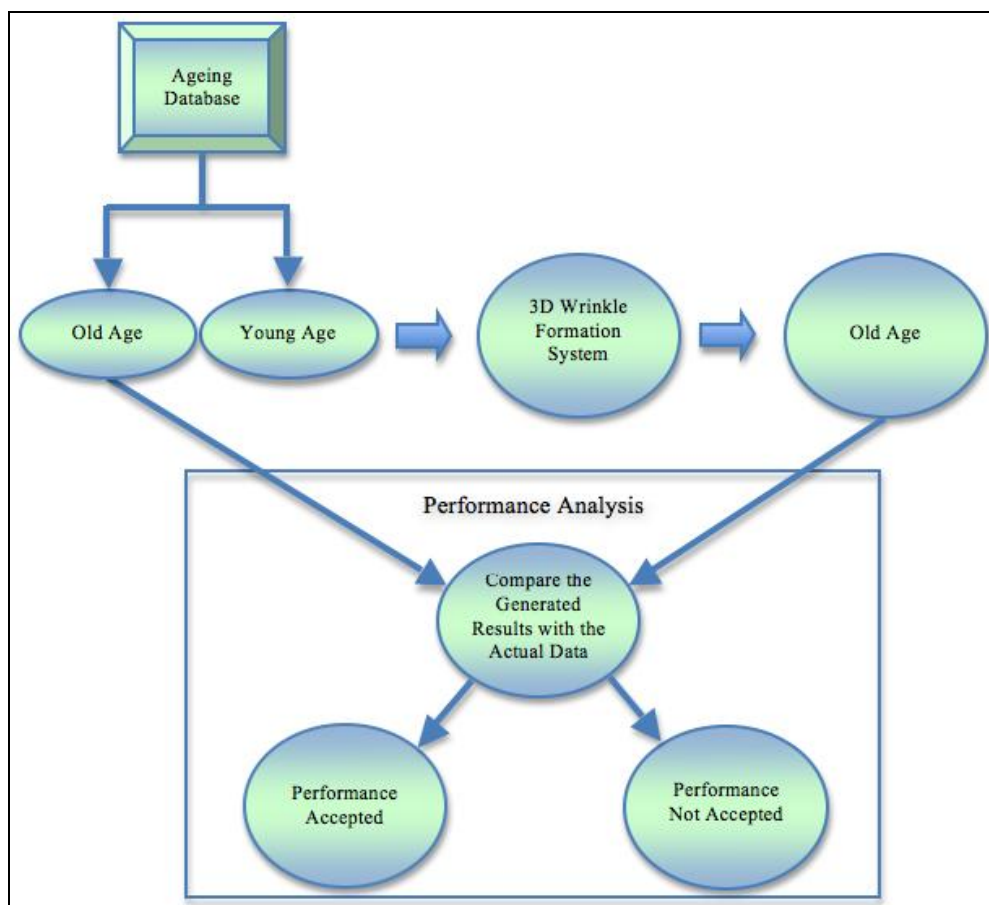 Ageing
Database
Old Age
Young Age
3D Wrinkle
Formation
System
Old Age
Performance Analysis
Compare the
Generated
Results with the
Actual Data
Performance
Accepted
Performance
Not Accepted